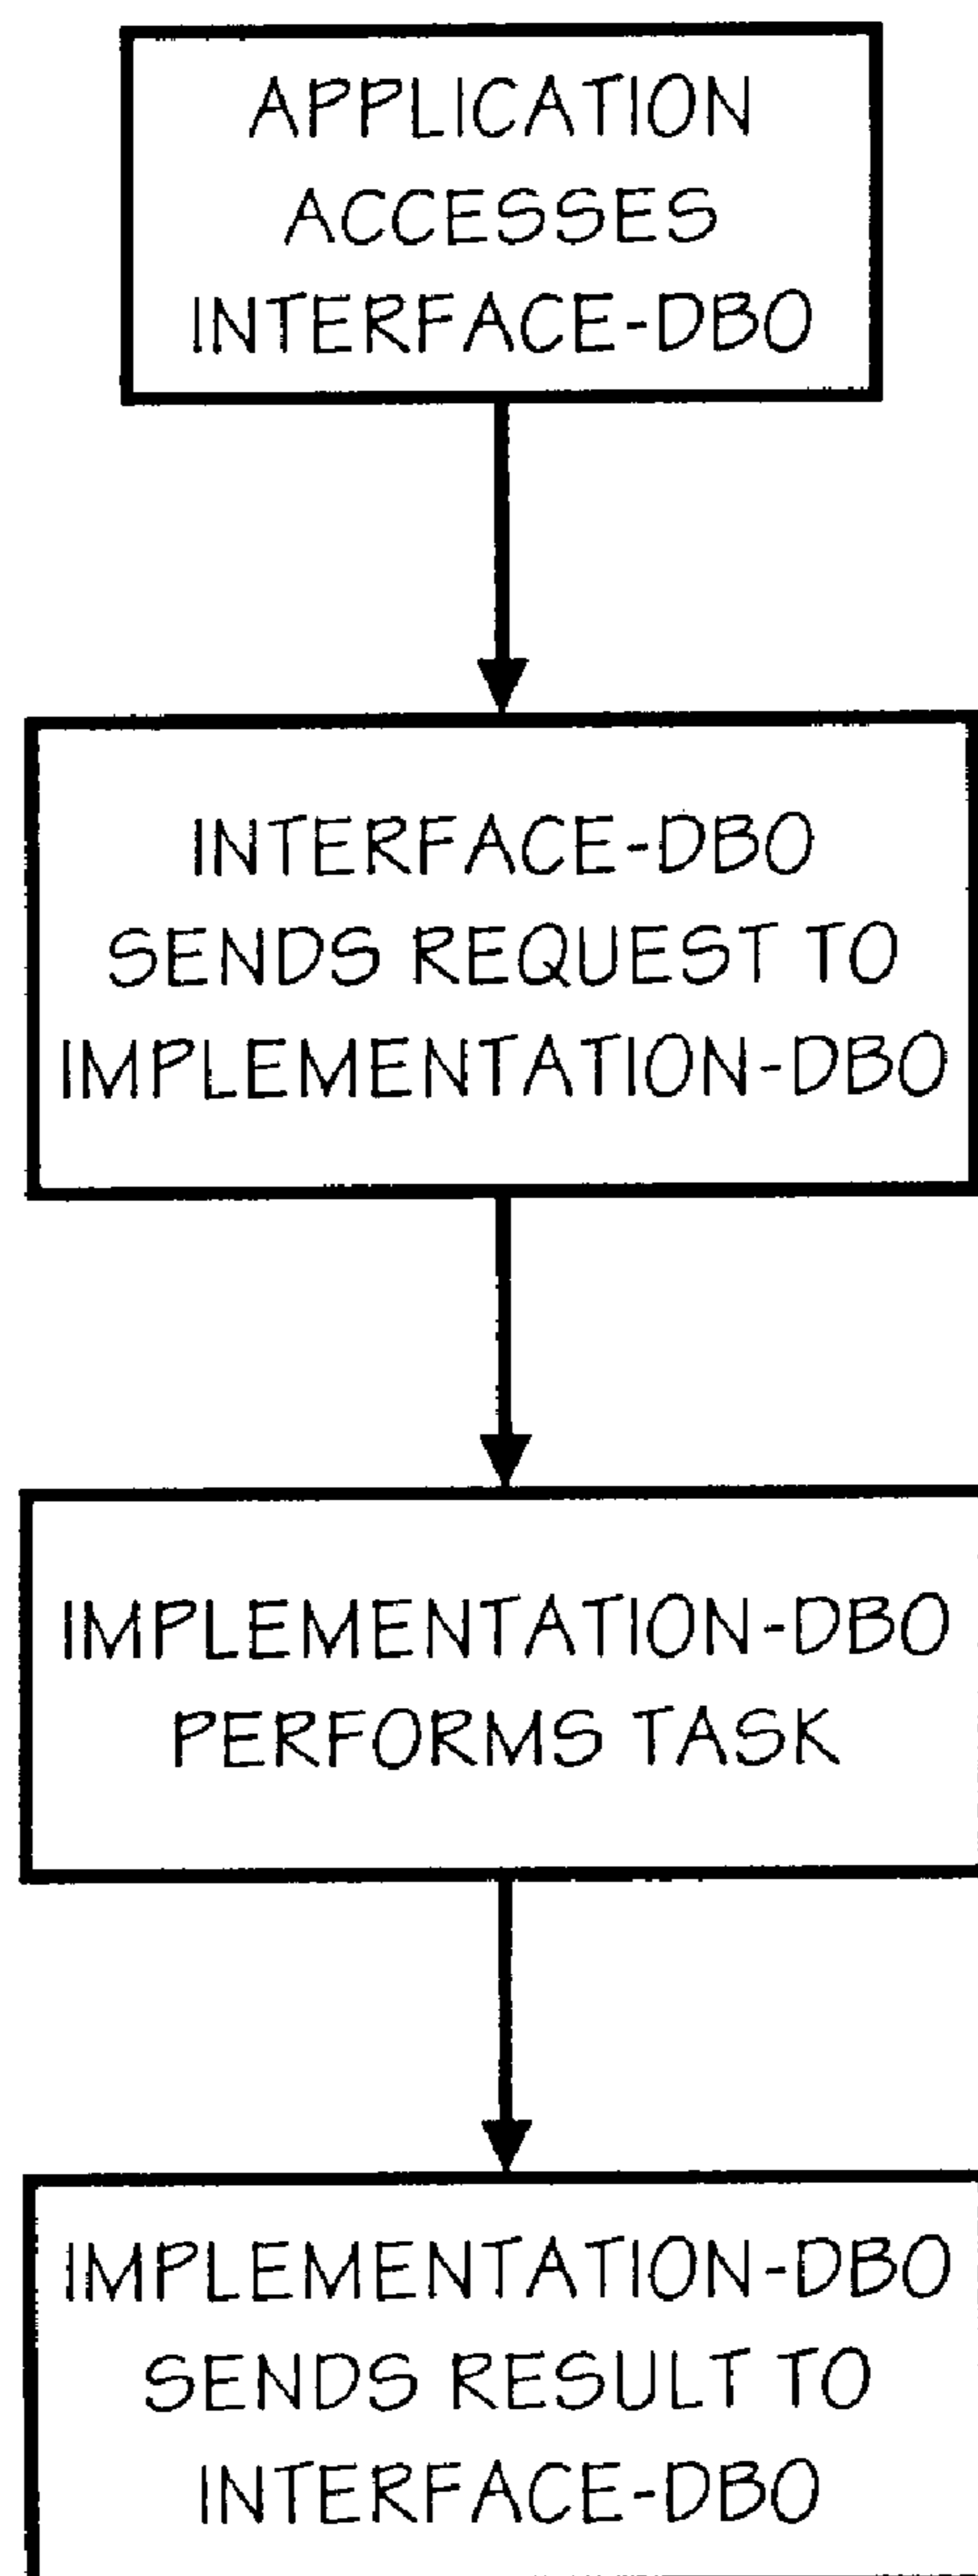 APPLICATION
ACCESSES
INTERFACE-DBO
INTERFACE-DBO
SENDS REQUEST TO
IMPLEMENTATION-DBO
IMPLEMENTATION-DBO
PERFORMS TASK
IMPLEMENTATION-DBO
SENDS RESULT TO
INTERFACE-DBO